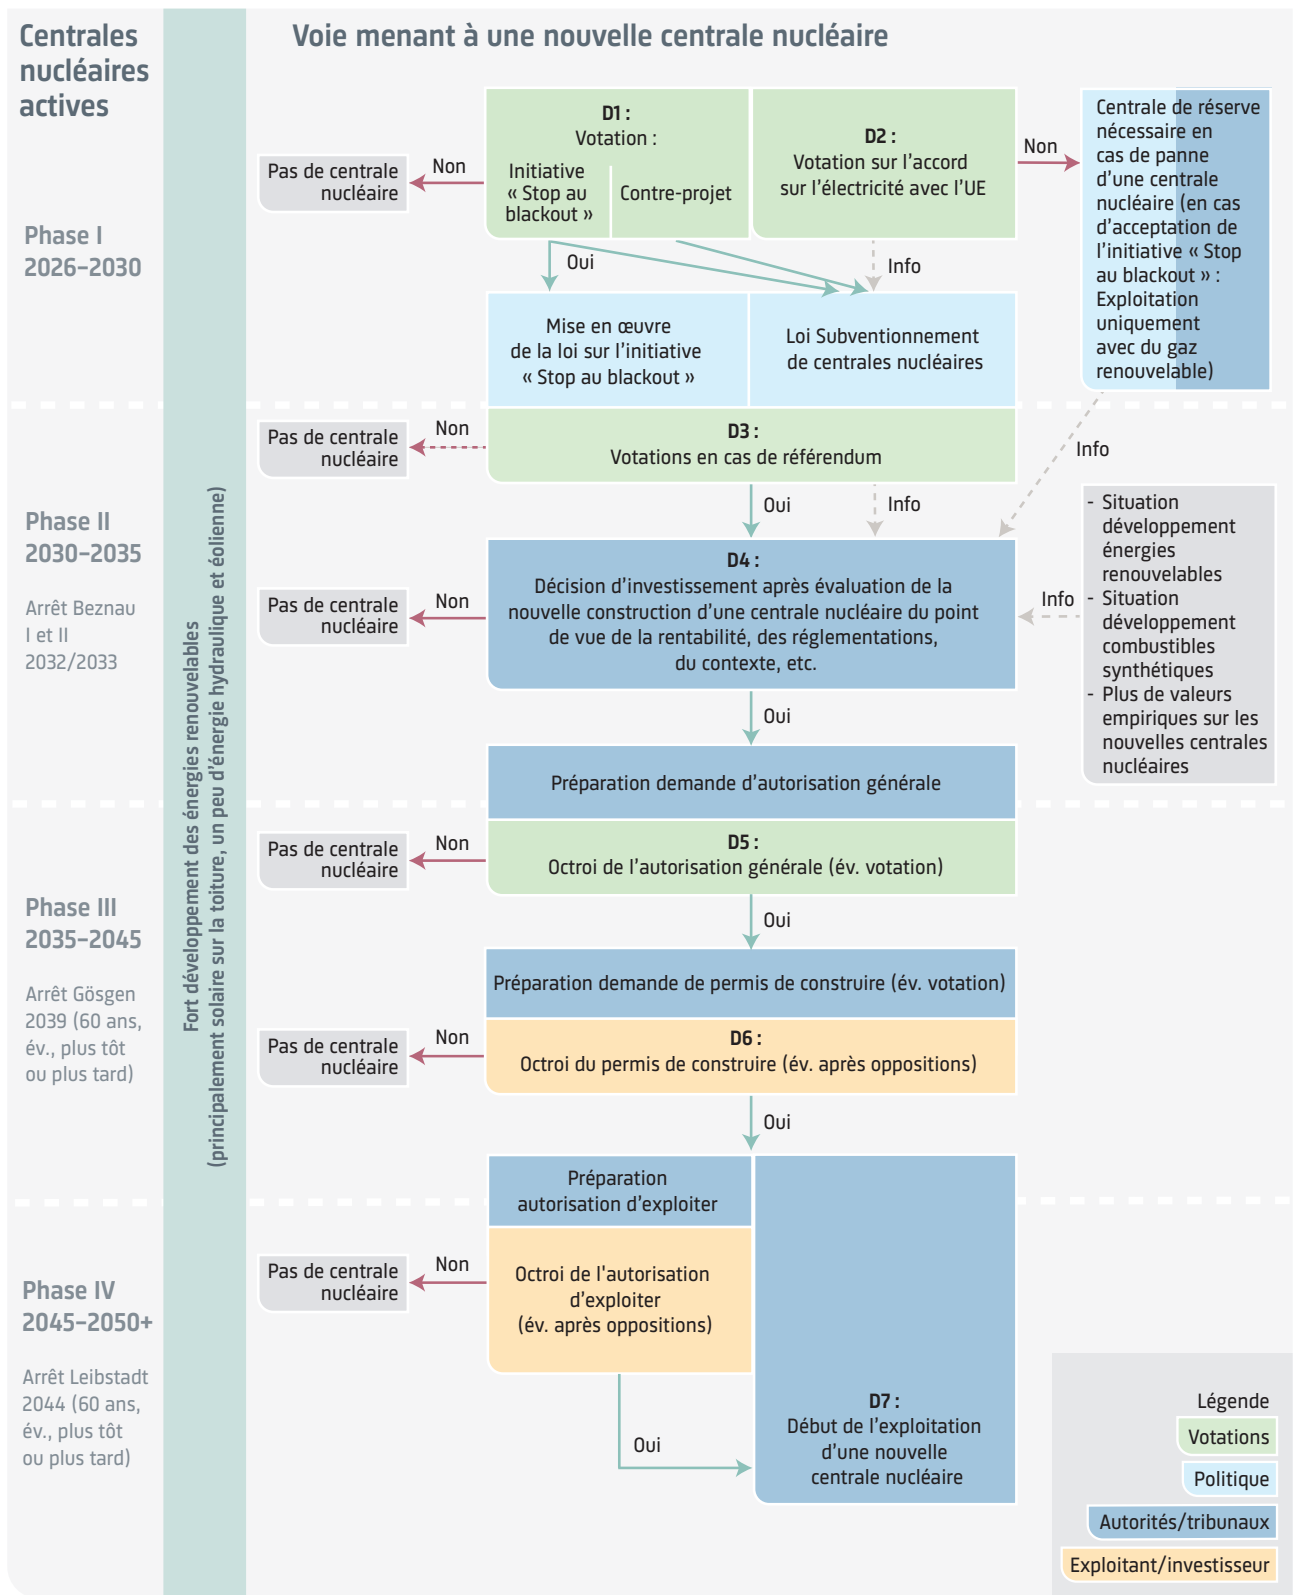 Centrales
nucléaires
actives
Voie menant à une nouvelle centrale nucléaire
Phase I
2026–2030
Phase II
2030–2035
Arrêt Beznau
I et II
2032/2033
Phase III
2035–2045
Arrêt Gösgen
2039 (60 ans,
év., plus tôt
ou plus tard)
Phase IV
2045–2050+
Arrêt Leibstadt
2044 (60 ans,
év., plus tôt
ou plus tard)
Fort développement des énergies renouvelables
(principalement solaire sur la toiture, un peu d'énergie hydraulique et éolienne)
D1 :
Votation :
Initiative
« Stop au
blackout »
Contre-projet
D2 :
Votation sur l'accord
sur l'électricité avec l'UE
Non
Pas de centrale
nucléaire
Non
Centrale de réserve
nécessaire en
cas de panne
d'une centrale
nucléaire (en cas
d'acceptation de
l'initiative « Stop
au blackout » :
Exploitation
uniquement
avec du gaz
renouvelable)
Oui
Info
Mise en œuvre
de la loi sur l'initiative
« Stop au blackout »
Loi Subventionnement
de centrales nucléaires
D3 :
Votations en cas de référendum
Non
Pas de centrale
nucléaire
Oui
Info
Info
D4 :
Décision d'investissement après évaluation de la
nouvelle construction d'une centrale nucléaire du point
de vue de la rentabilité, des réglementations,
du contexte, etc.
Non
Pas de centrale
nucléaire
Info
- Situation
développement
énergies
renouvelables
- Situation
développement
combustibles
synthétiques
- Plus de valeurs
empiriques sur les
nouvelles centrales
nucléaires
Oui
Préparation demande d'autorisation générale
D5 :
Octroi de l'autorisation générale (év. votation)
Non
Pas de centrale
nucléaire
Oui
Préparation demande de permis de construire (év. votation)
D6 :
Octroi du permis de construire (év. après oppositions)
Non
Pas de centrale
nucléaire
Oui
Préparation
autorisation d'exploiter
Octroi de l'autorisation
d'exploiter
(év. après oppositions)
Non
Pas de centrale
nucléaire
Oui
D7 :
Début de l'exploitation
d'une nouvelle
centrale nucléaire
Légende
Votations
Politique
Autorités/tribunaux
Exploitant/investisseur